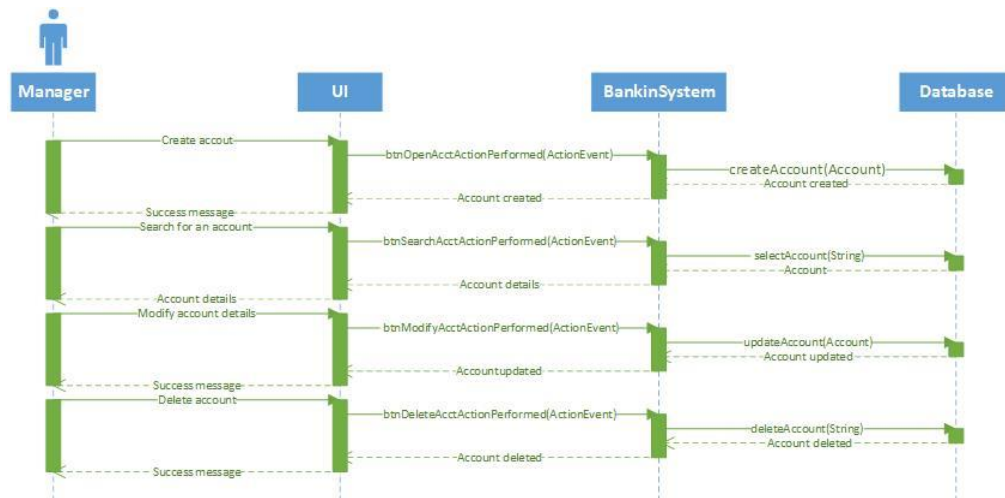 Manager
UI
BankinSystem
Database
Create accout
btnOpenAcctActionPerformed(ActionEvent)
createAccount(Account)
Account created
Account created
Success message
Search for an account
btnSearchAcctActionPerformed(ActionEvent)
selectAccount(String)
Account
Account details
Account details
Modify account details
btnModifyAcctActionPerformed(ActionEvent)
updateAccount(Account)
Account updated
Accountupdated
Success message
Delete account
btnDeleteAcctActionPerformed(ActionEvent)
deleteAccount(String)
Account deleted
Account deleted
Success message